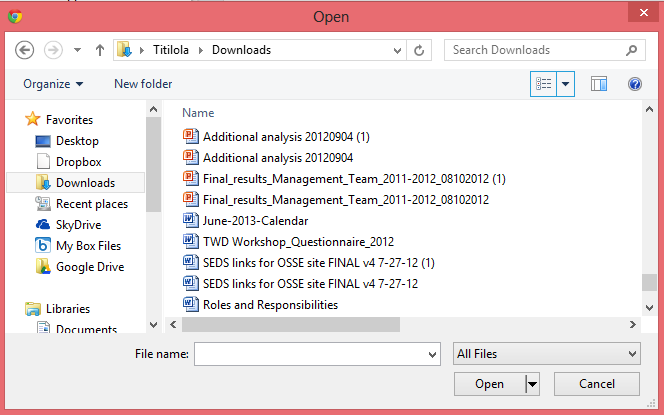 Open
Titilola
Downloads
Search Downloads
Organize
New folder
Favorites
Desktop
Dropbox
Downloads
Recent places
SkyDrive
My Box Files
Google Drive
Libraries
Documents
Name
Additional analysis 20120904 (1)
Additional analysis 20120904
Final_results_Management_Team_2011-2012_08102012 (1)
Final_results_Management_Team_2011-2012_08102012
June-2013-Calendar
TWD Workshop_Questionnaire_2012
SEDS links for OSSE site FINAL v4 7-27-12 (1)
SEDS links for OSSE site FINAL v4 7-27-12
Roles and Responsibilities
File name:
All Files
Open
Cancel